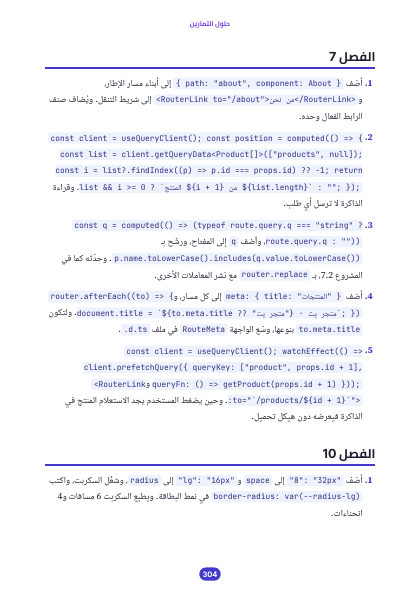 حلول التمارين
الفصل 7
1. أضف { path: "about", component: About } إلى أبناء مسار الإطار،
و <RouterLink to="/about">من نحن</RouterLink> إلى شريط التنقل. ويُضاف صنف
الرابط الفعال وحده.
2. const client = useQueryClient(); const position = computed(() => {
const list = client.getQueryData<Product[]>(["products", null]);
const i = list?.findIndex((p) => p.id === props.id) ?? -1; return
list && i >= 0 ? `المنتج ${i + 1} من ${list.length}` : ""; });. وقراءة
الذاكرة لا ترسل أي طلب.
3. const q = computed(() => (typeof route.query.q === "string" ?
route.query.q : "")). وأضف q إلى المفتاح، ورشّح بـ
p.name.toLowerCase().includes(q.value.toLowerCase()) . وحدّثه كما في
المشروع 7.2، بـ router.replace مع نشر المعاملات الأخرى.
4. أضف meta: { title: "المنتجات" } إلى كل مسار، و router.afterEach((to) => {
document.title = `${to.meta.title ?? "متجر بت"} · متجر بت`; }). ولتكون
to.meta.title بنوعها، وسّع الواجهة RouteMeta في ملف .d.ts .
5. const client = useQueryClient(); watchEffect(() =>
client.prefetchQuery({ queryKey: ["product", props.id + 1],
queryFn: () => getProduct(props.id + 1) })); و<RouterLink
:to="`/products/${id + 1}`">. وحين يضغط المستخدم يجد الاستعلام المنتج في
الذاكرة فيعرضه دون هيكل تحميل.
الفصل 10
1. أضف "8": "32px" إلى space و "lg": "16px" إلى radius ، وشغّل السكربت، واكتب
border-radius: var(--radius-lg) في نمط البطاقة. ويطبع السكربت 6 مسافات و4
انحناءات.
304